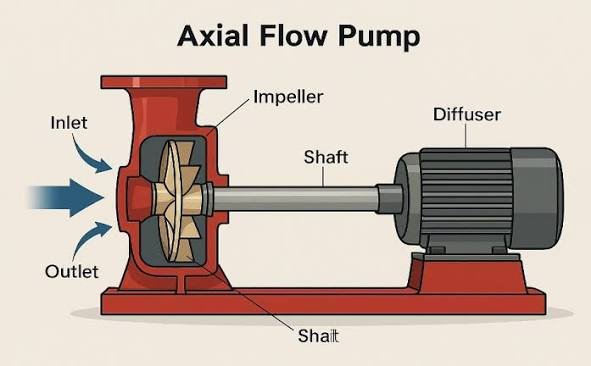 Axial Flow Pump
Impeller
Inlet
Diffuser
Shaft
Outlet